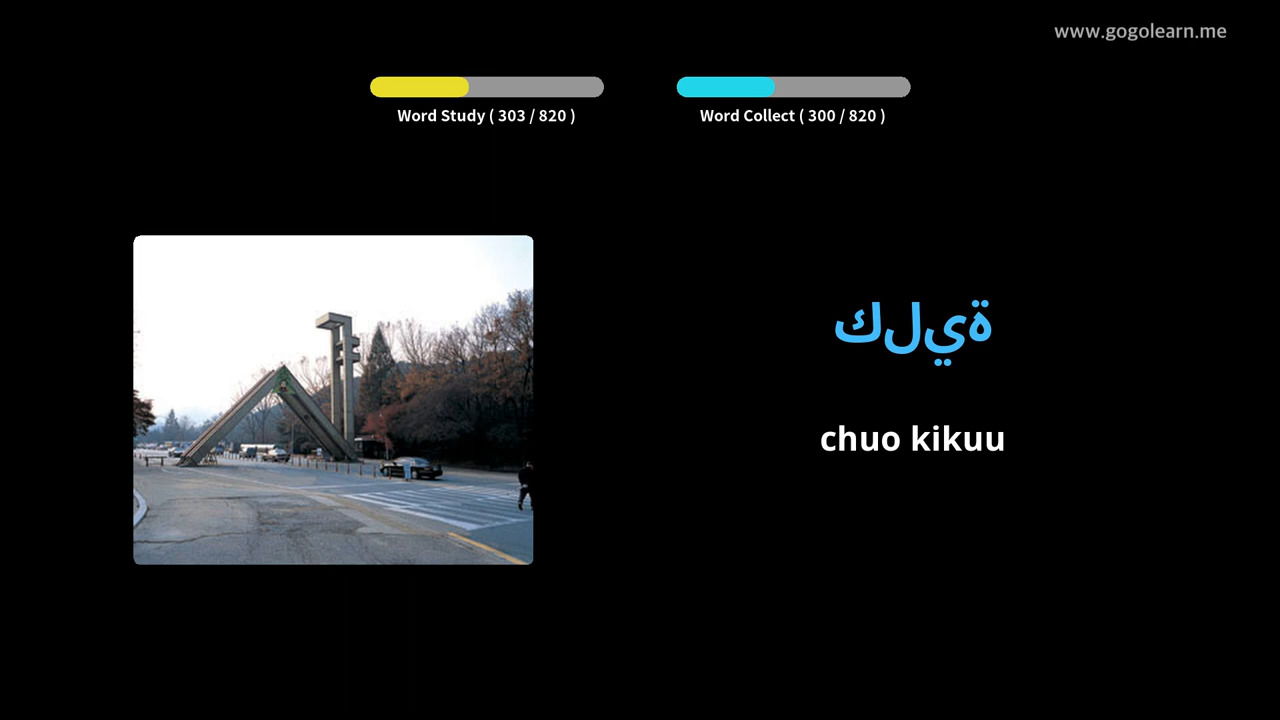 www.gogolearn.me
Word Study ( 303 / 820 )
Word Collect ( 300 / 820 )
كلية
chuo kikuu